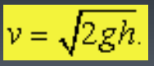 v = √2gh.